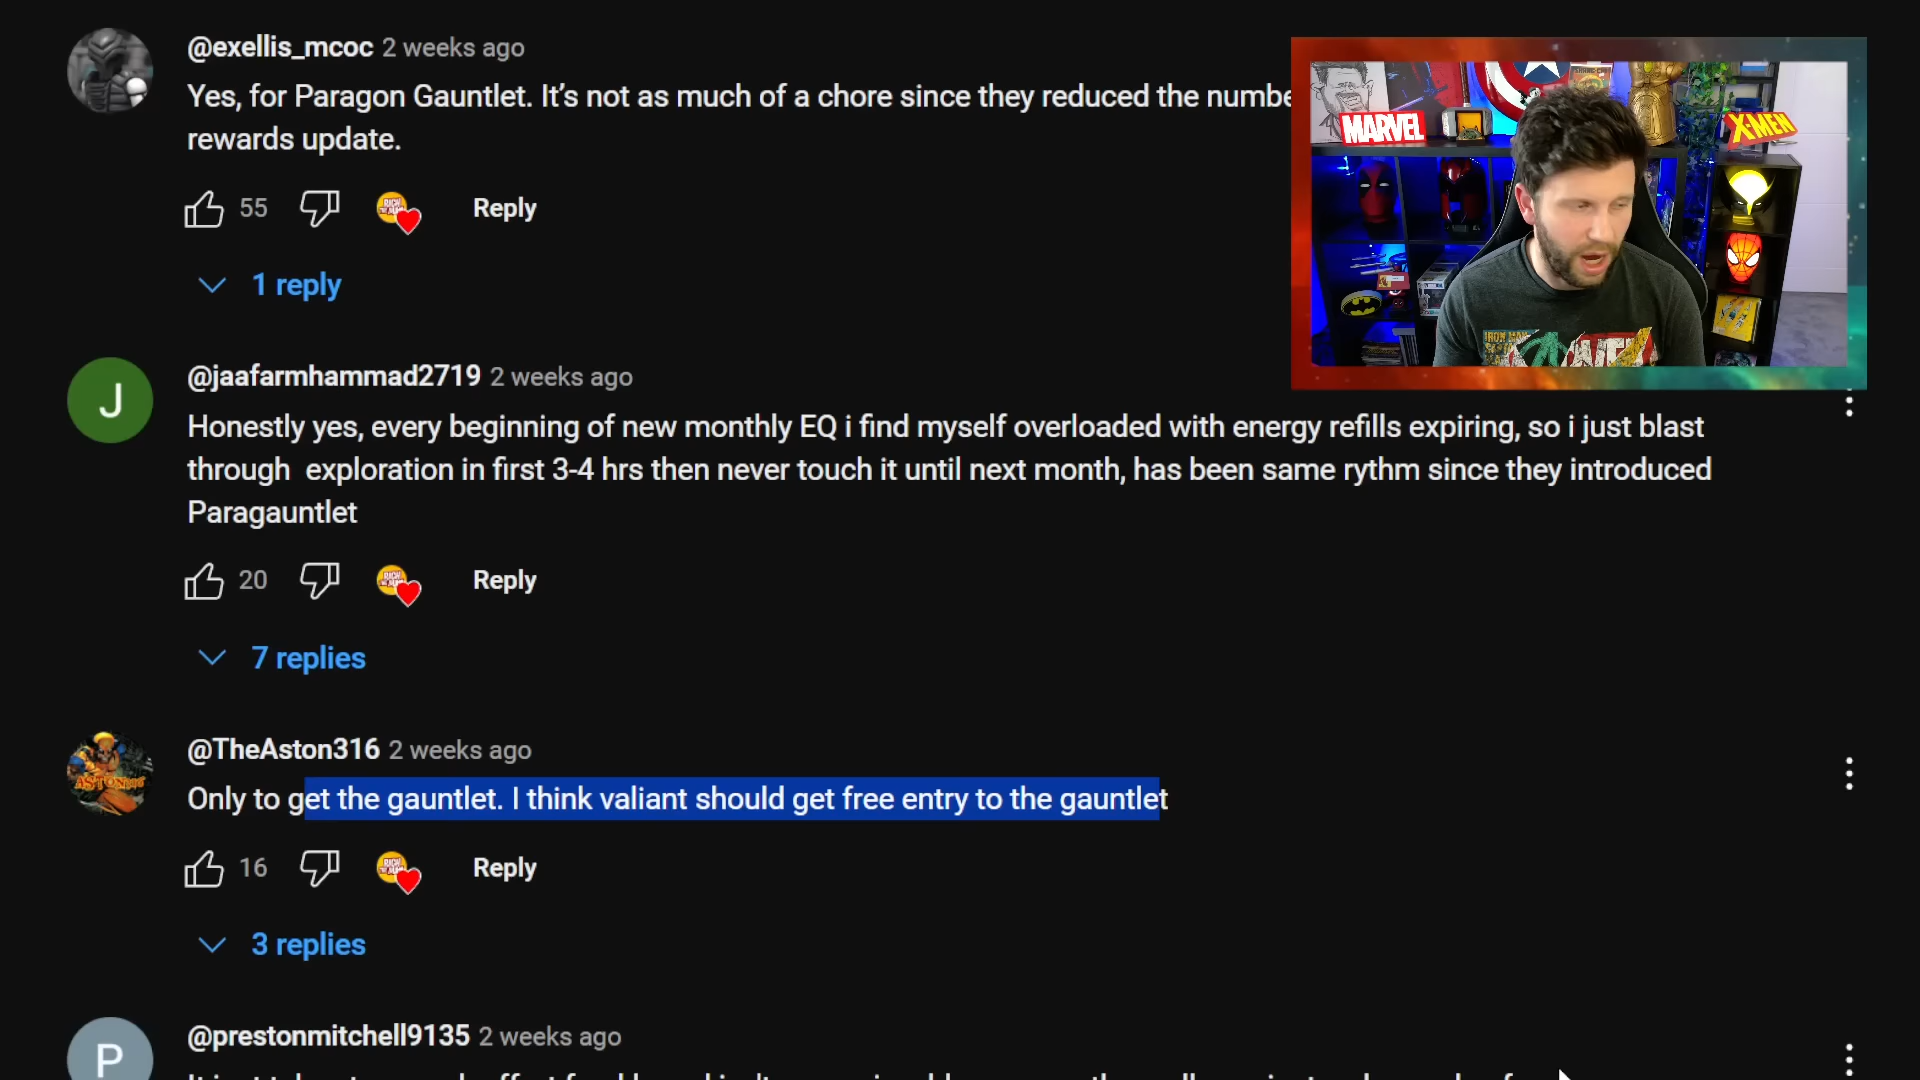 @exellis_mcoc 2 weeks ago
Yes, for Paragon Gauntlet. It’s not as much of a chore since they reduced the numbe
rewards update.
55 Reply
1 reply
MARVEL
X-MEN
IRON MAN
@jaafarmhammad2719 2 weeks ago
J
Honestly yes, every beginning of new monthly EQ i find myself overloaded with energy refills expiring, so i just blast
through exploration in first 3-4 hrs then never touch it until next month, has been same rythm since they introduced
Paragauntlet
20 Reply
7 replies
@TheAston316 2 weeks ago
Only to get the gauntlet. I think valiant should get free entry to the gauntlet
16 Reply
3 replies
@prestonmitchell9135 2 weeks ago
P